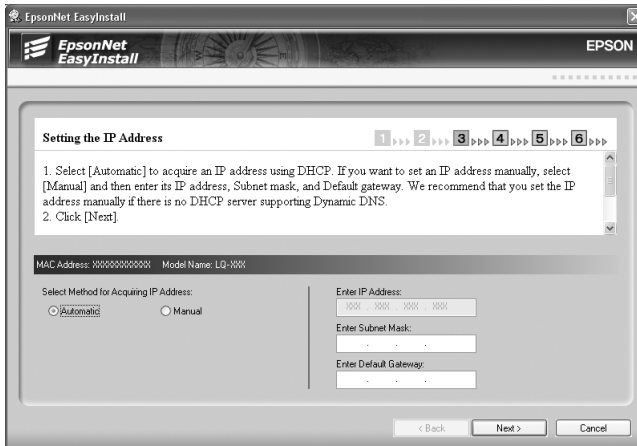 EpsonNet EasyInstall
EpsonNet
EasyInstall
EPSON
Setting the IP Address
1 2 3 4 5 6
1. Select [Automatic] to acquire an IP address using DHCP. If you want to set an IP address manually, select
[Manual] and then enter its IP address, Subnet mask, and Default gateway. We recommend that you set the IP
address manually if there is no DHCP server supporting Dynamic DNS.
2. Click [Next].
MAC Address: XXXXXXXXXXXX Model Name: LQ-XXX
Select Method for Acquiring IP Address:
Automatic Manual
Enter IP Address:
XXX . XXX . XXX . XXX
Enter Subnet Mask:
. . .
Enter Default Gateway:
. . .
< Back Next > Cancel